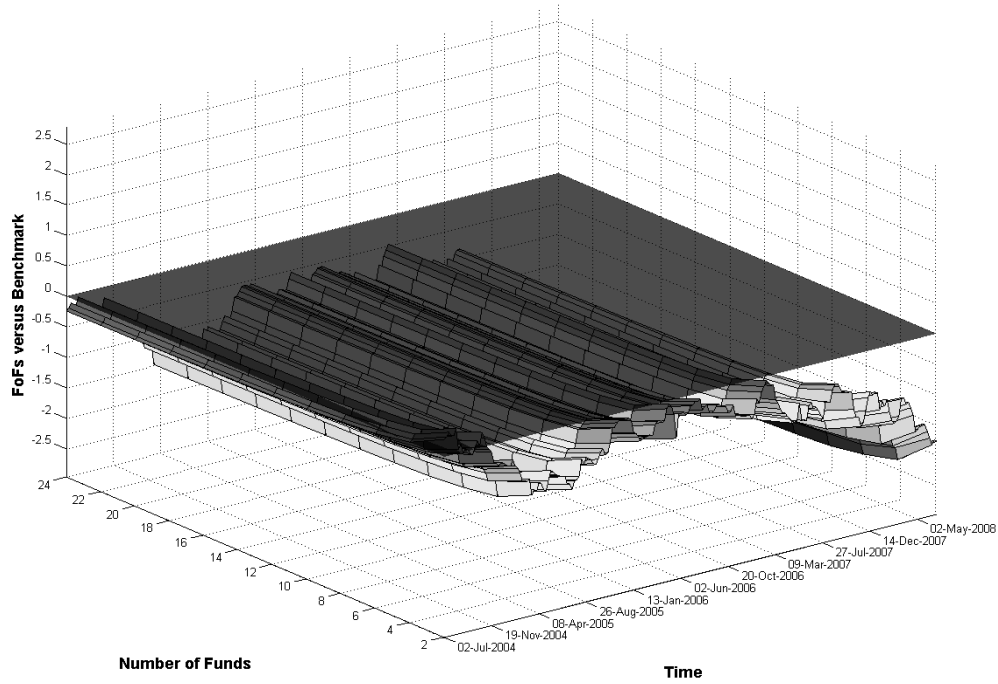 2.5
2
1.5
1
0.5
0
-0.5
-1
-1.5
-2
-2.5
FoFs versus Benchmark
24
22
20
18
16
14
12
10
8
6
4
2
Number of Funds
02-Jul-2004
19-Nov-2004
08-Apr-2005
26-Aug-2005
13-Jan-2006
02-Jun-2006
20-Oct-2006
09-Mar-2007
27-Jul-2007
14-Dec-2007
02-May-2008
Time